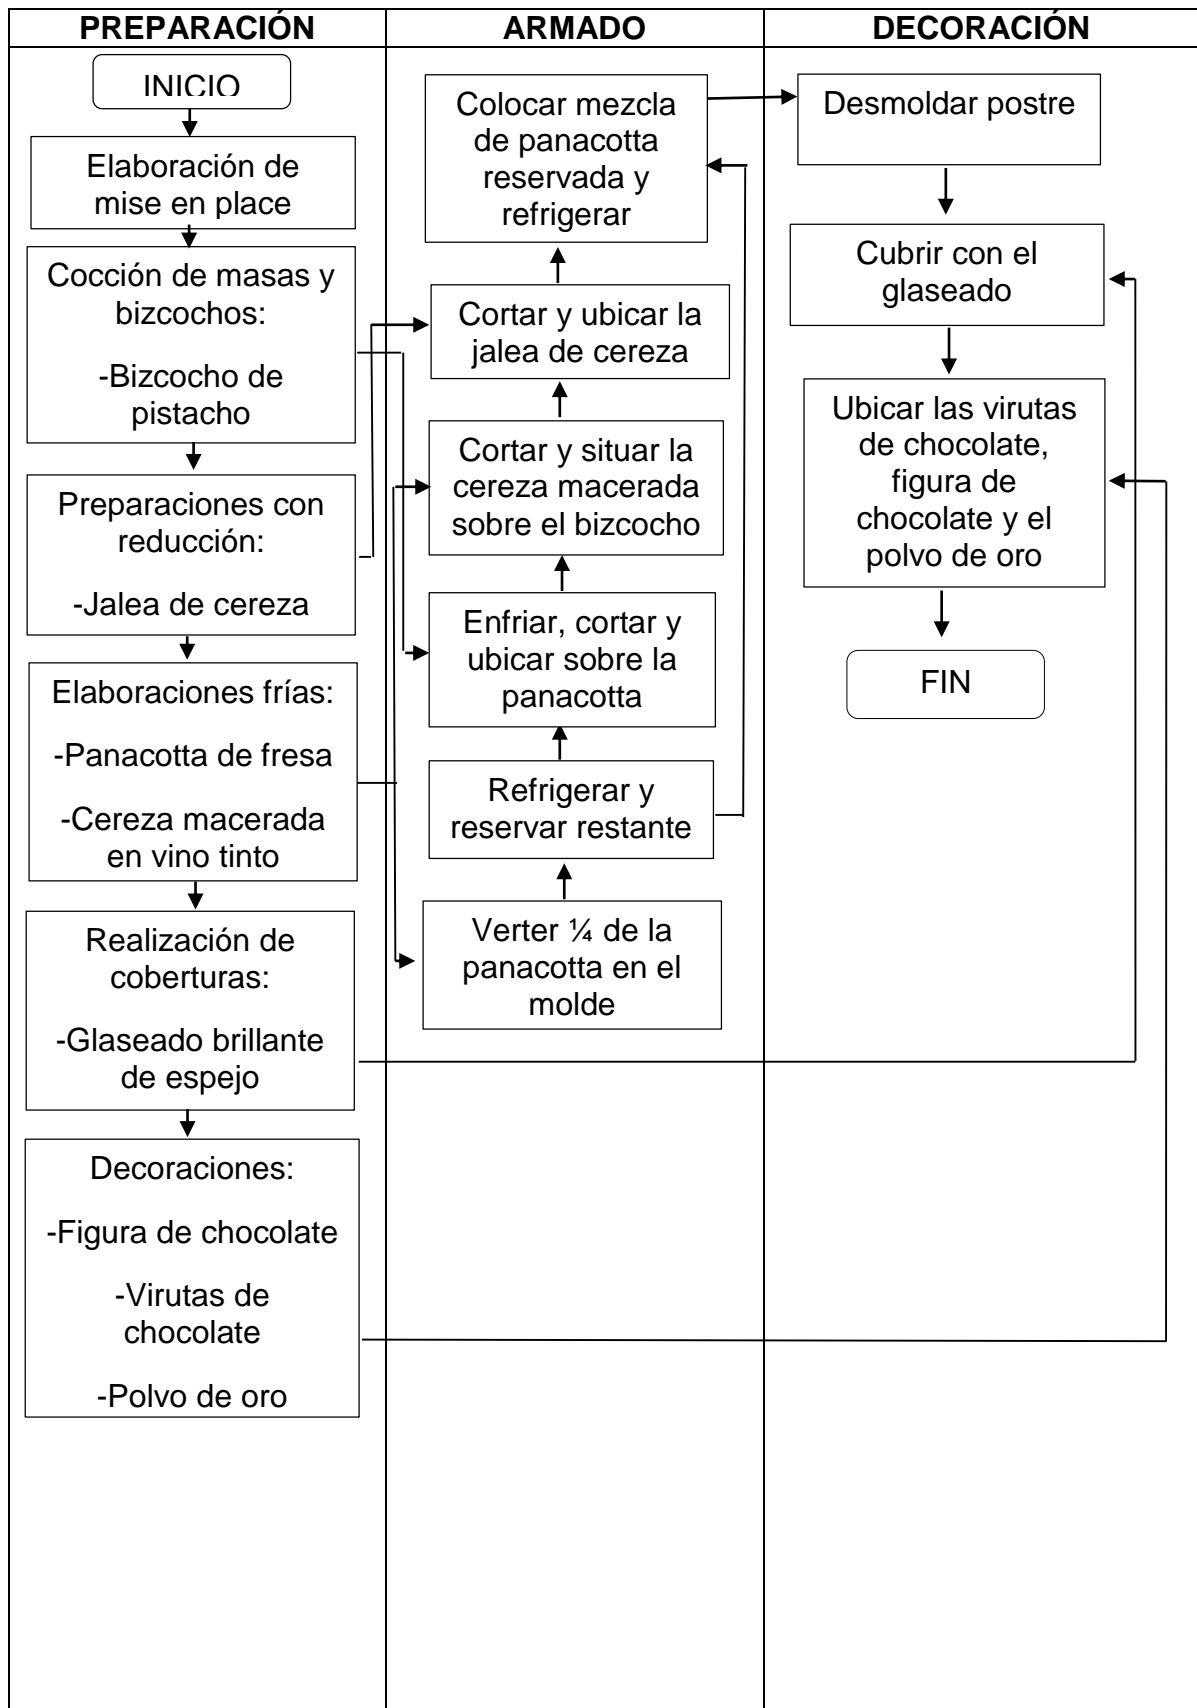 PREPARACIÓN
ARMADO
DECORACIÓN
INICIO
Elaboración de
mise en place
Cocción de masas y
bizcochos:
-Bizcocho de
pistacho
Preparaciones con
reducción:
-Jalea de cereza
Elaboraciones frías:
-Panacotta de fresa
-Cereza macerada
en vino tinto
Realización de
coberturas:
-Glaseado brillante
de espejo
Decoraciones:
-Figura de chocolate
-Virutas de
chocolate
-Polvo de oro
Colocar mezcla
de panacotta
reservada y
refrigerar
Cortar y ubicar la
jalea de cereza
Cortar y situar la
cereza macerada
sobre el bizcocho
Enfriar, cortar y
ubicar sobre la
panacotta
Refrigerar y
reservar restante
Verter ¼ de la
panacotta en el
molde
Desmoldar postre
Cubrir con el
glaseado
Ubicar las virutas
de chocolate,
figura de
chocolate y el
polvo de oro
FIN